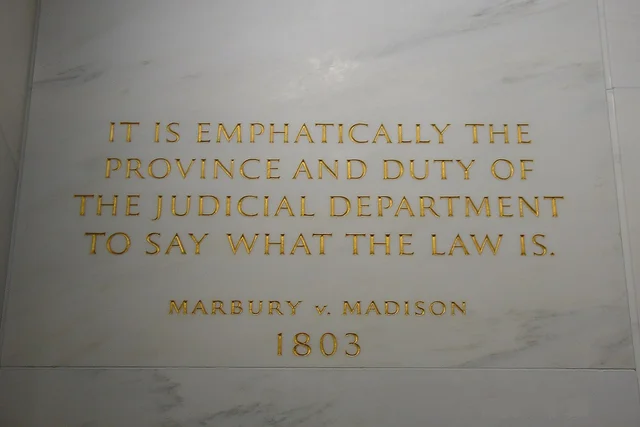 IT IS EMPHATICALLY THE
PROVINCE AND DUTY OF
THE JUDICIAL DEPARTMENT
TO SAY WHAT THE LAW IS.
MARBURY v. MADISON
1803